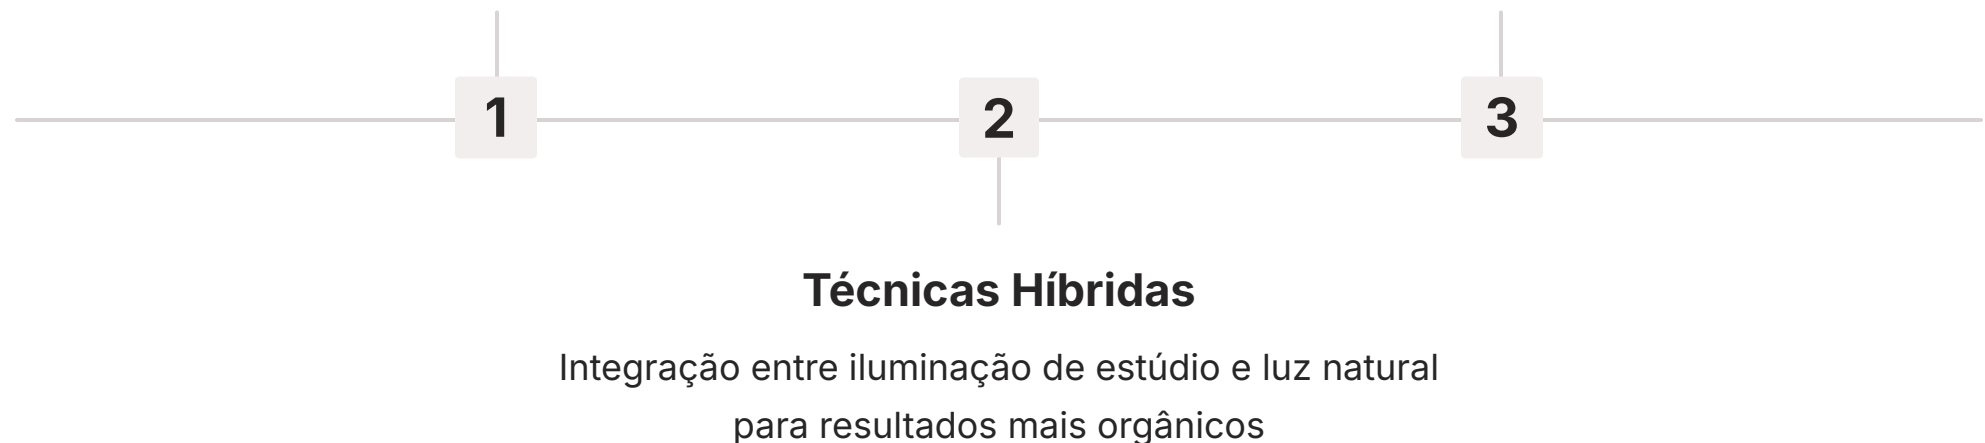 1
2
3
Técnicas Híbridas
Integração entre iluminação de estúdio e luz natural
para resultados mais orgânicos